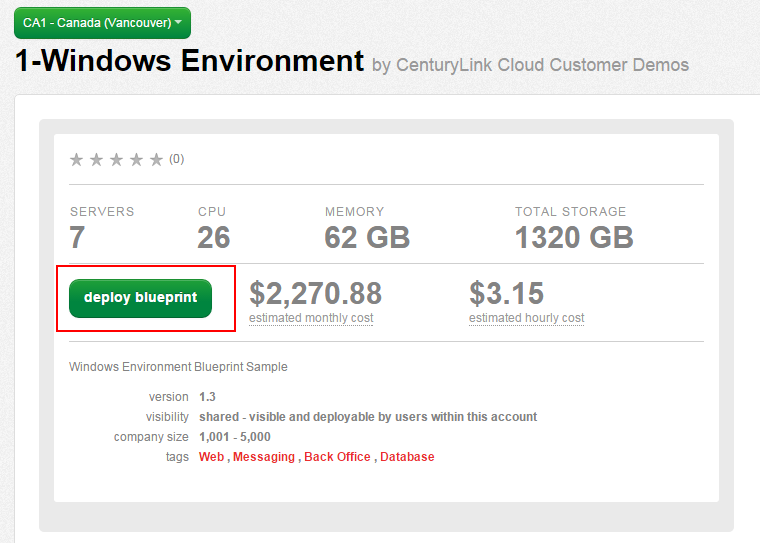 CA1 - Canada (Vancouver)
1-Windows Environment by CenturyLink Cloud Customer Demos
(0)
SERVERS CPU MEMORY TOTAL STORAGE
7 26 62 GB 1320 GB
deploy blueprint $2,270.88 $3.15
estimated monthly cost estimated hourly cost
Windows Environment Blueprint Sample
version 1.3
visibility shared - visible and deployable by users within this account
company size 1,001 - 5,000
tags Web , Messaging , Back Office , Database